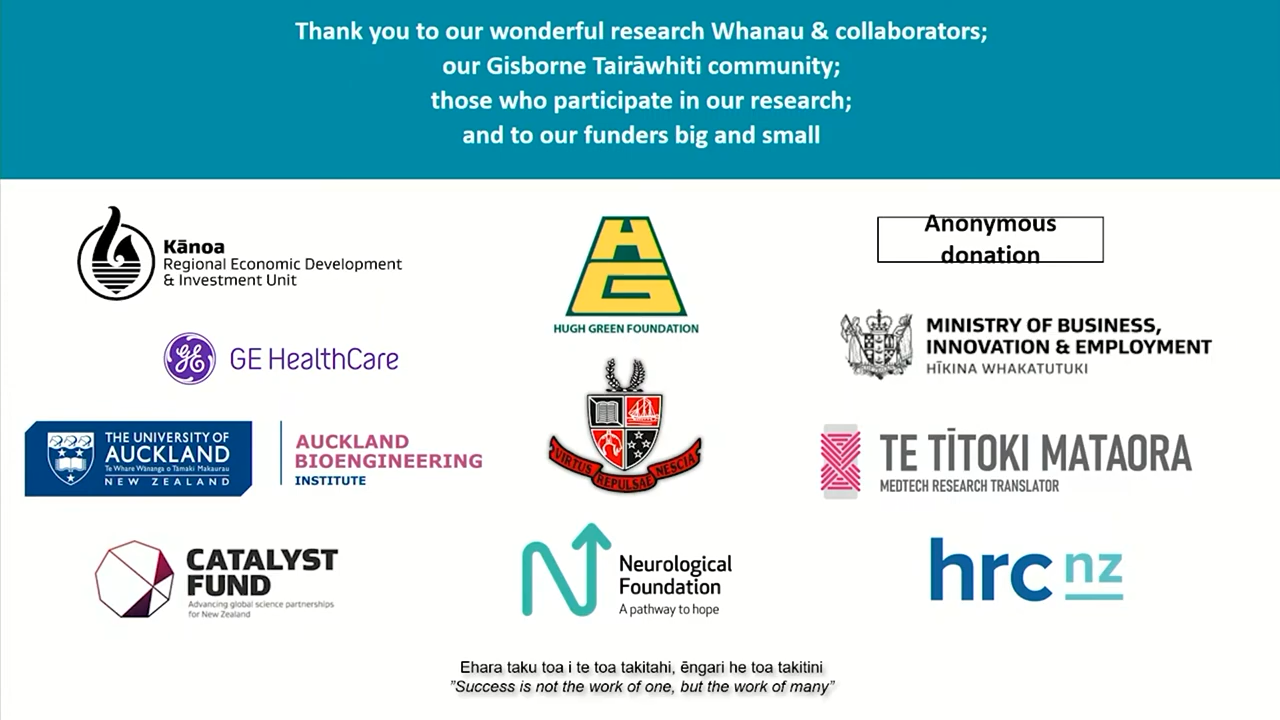 Thank you to our wonderful research Whanau & collaborators;
our Gisborne Tairāwhiti community;
those who participate in our research;
and to our funders big and small
Kānoa
Regional Economic Development
& Investment Unit
HUGH GREEN FOUNDATION
Anonymous
donation
GE HealthCare
MINISTRY OF BUSINESS,
INNOVATION & EMPLOYMENT
HĪKINA WHAKATUTUKI
THE UNIVERSITY OF
AUCKLAND
Te Whare Wānanga o Tāmaki Makaurau
NEW ZEALAND
AUCKLAND
BIOENGINEERING
INSTITUTE
VIRTUS REPULSAE NESCIA
TE TĪTOKI MATAORA
MEDTECH RESEARCH TRANSLATOR
CATALYST
FUND
Advancing global science partnerships
for New Zealand
Neurological
Foundation
A pathway to hope
hrc nz
Ehara taku toa i te toa takitahi, ēngari he toa takitini
”Success is not the work of one, but the work of many”